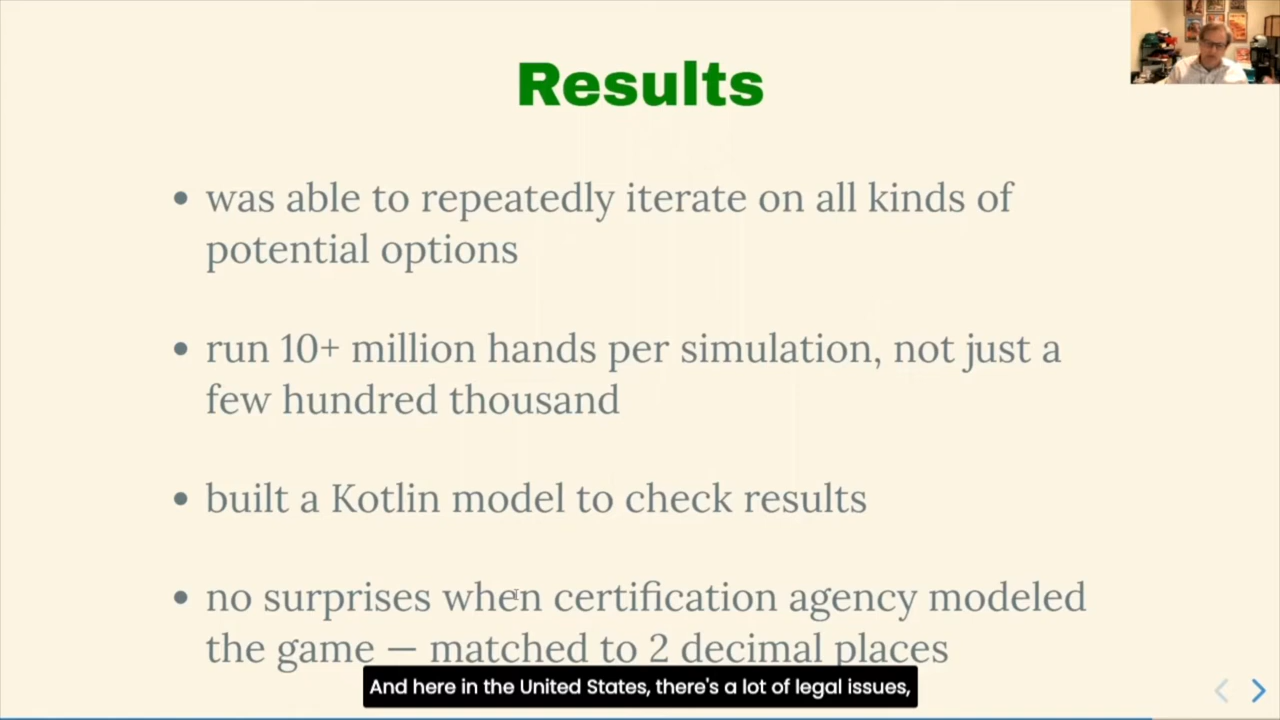 Results
• was able to repeatedly iterate on all kinds of
potential options
• run 10+ million hands per simulation, not just a
few hundred thousand
• built a Kotlin model to check results
• no surprises when certification agency modeled
the game — matched to 2 decimal places
And here in the United States, there's a lot of legal issues,